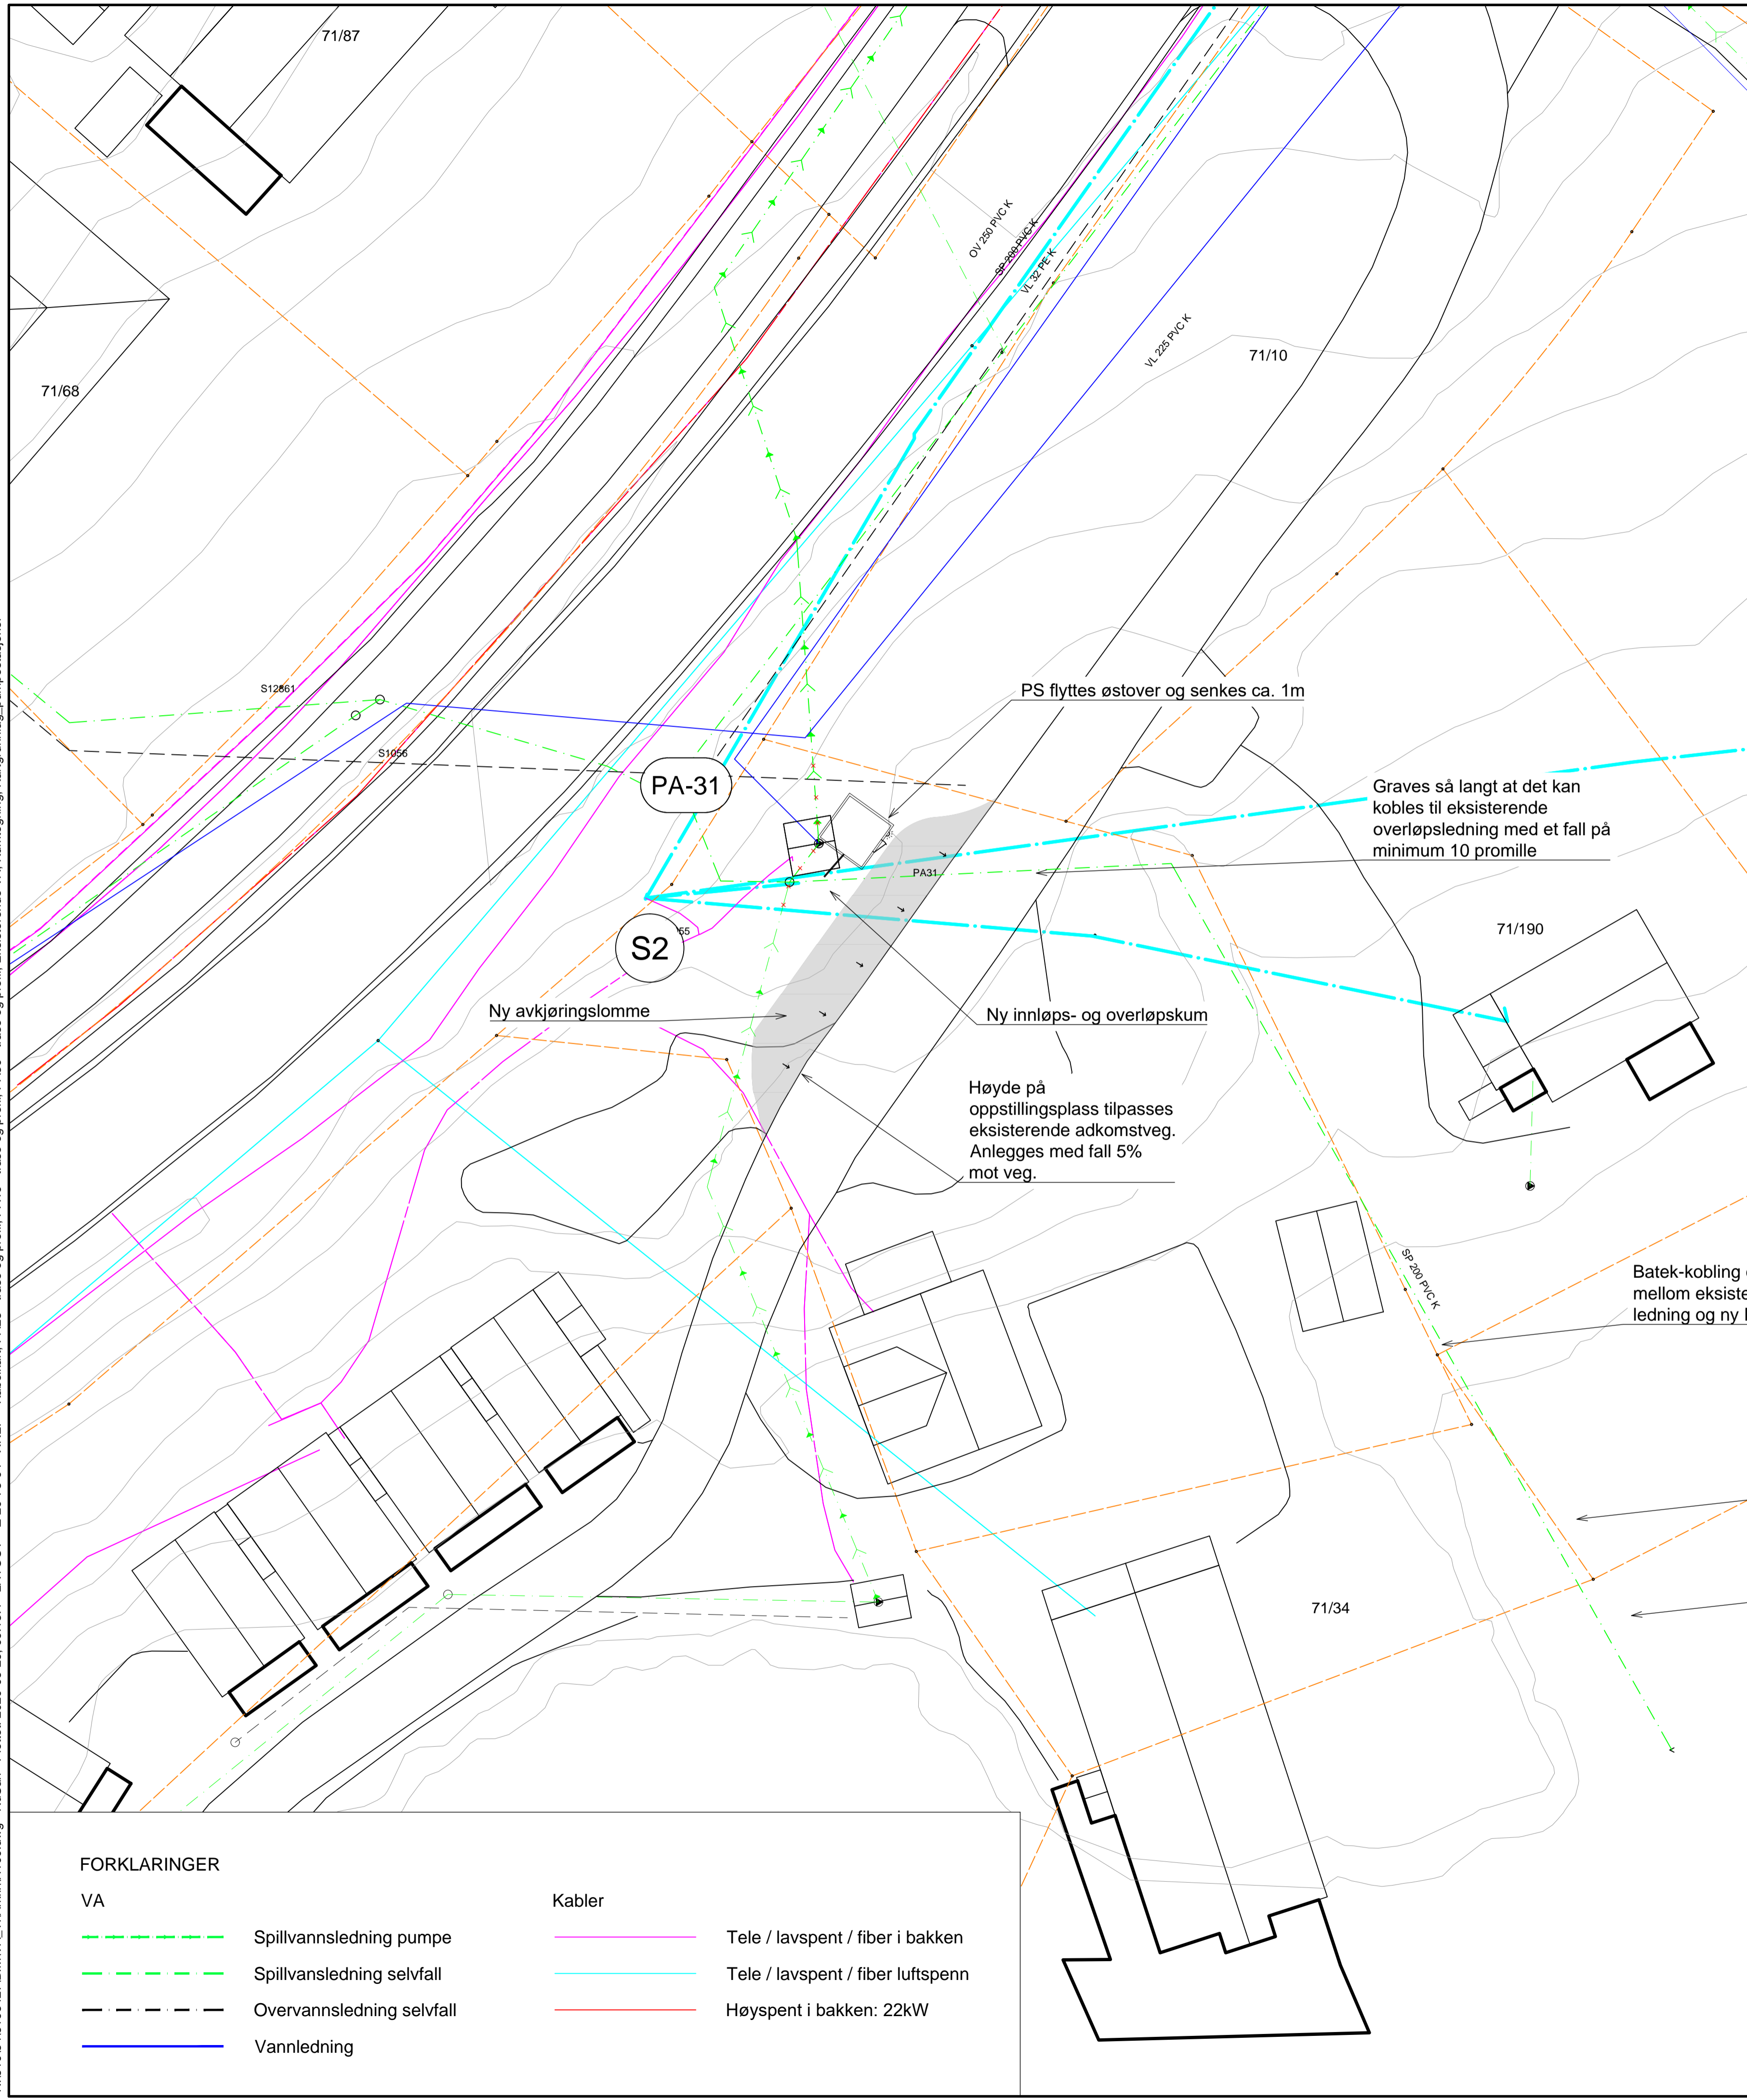 71/87
OV 250 PVC K
SP 200 PVC K
VL 32 PE K
VL 225 PVC K
71/10
71/68
S12861
S1056
PS flyttes østover og senkes ca. 1m
PA-31
Graves så langt at det kan
kobles til eksisterende
overløpsledning med et fall på
minimum 10 promille
PA31
71/190
S2
55
Ny avkjøringslomme
Ny innløps- og overløpskum
Høyde på
oppstillingsplass tilpasses
eksisterende adkomstveg.
Anlegges med fall 5%
mot veg.
SP 200 PVC K
Batek-kobling
mellom eksiste
ledning og ny
71/34
FORKLARINGER
VA
Kabler
Spillvannsledning pumpe
Tele / lavspent / fiber i bakken
Spillvansledning selvfall
Tele / lavspent / fiber luftspenn
Overvannsledning selvfall
Høyspent i bakken: 22kW
Vannledning